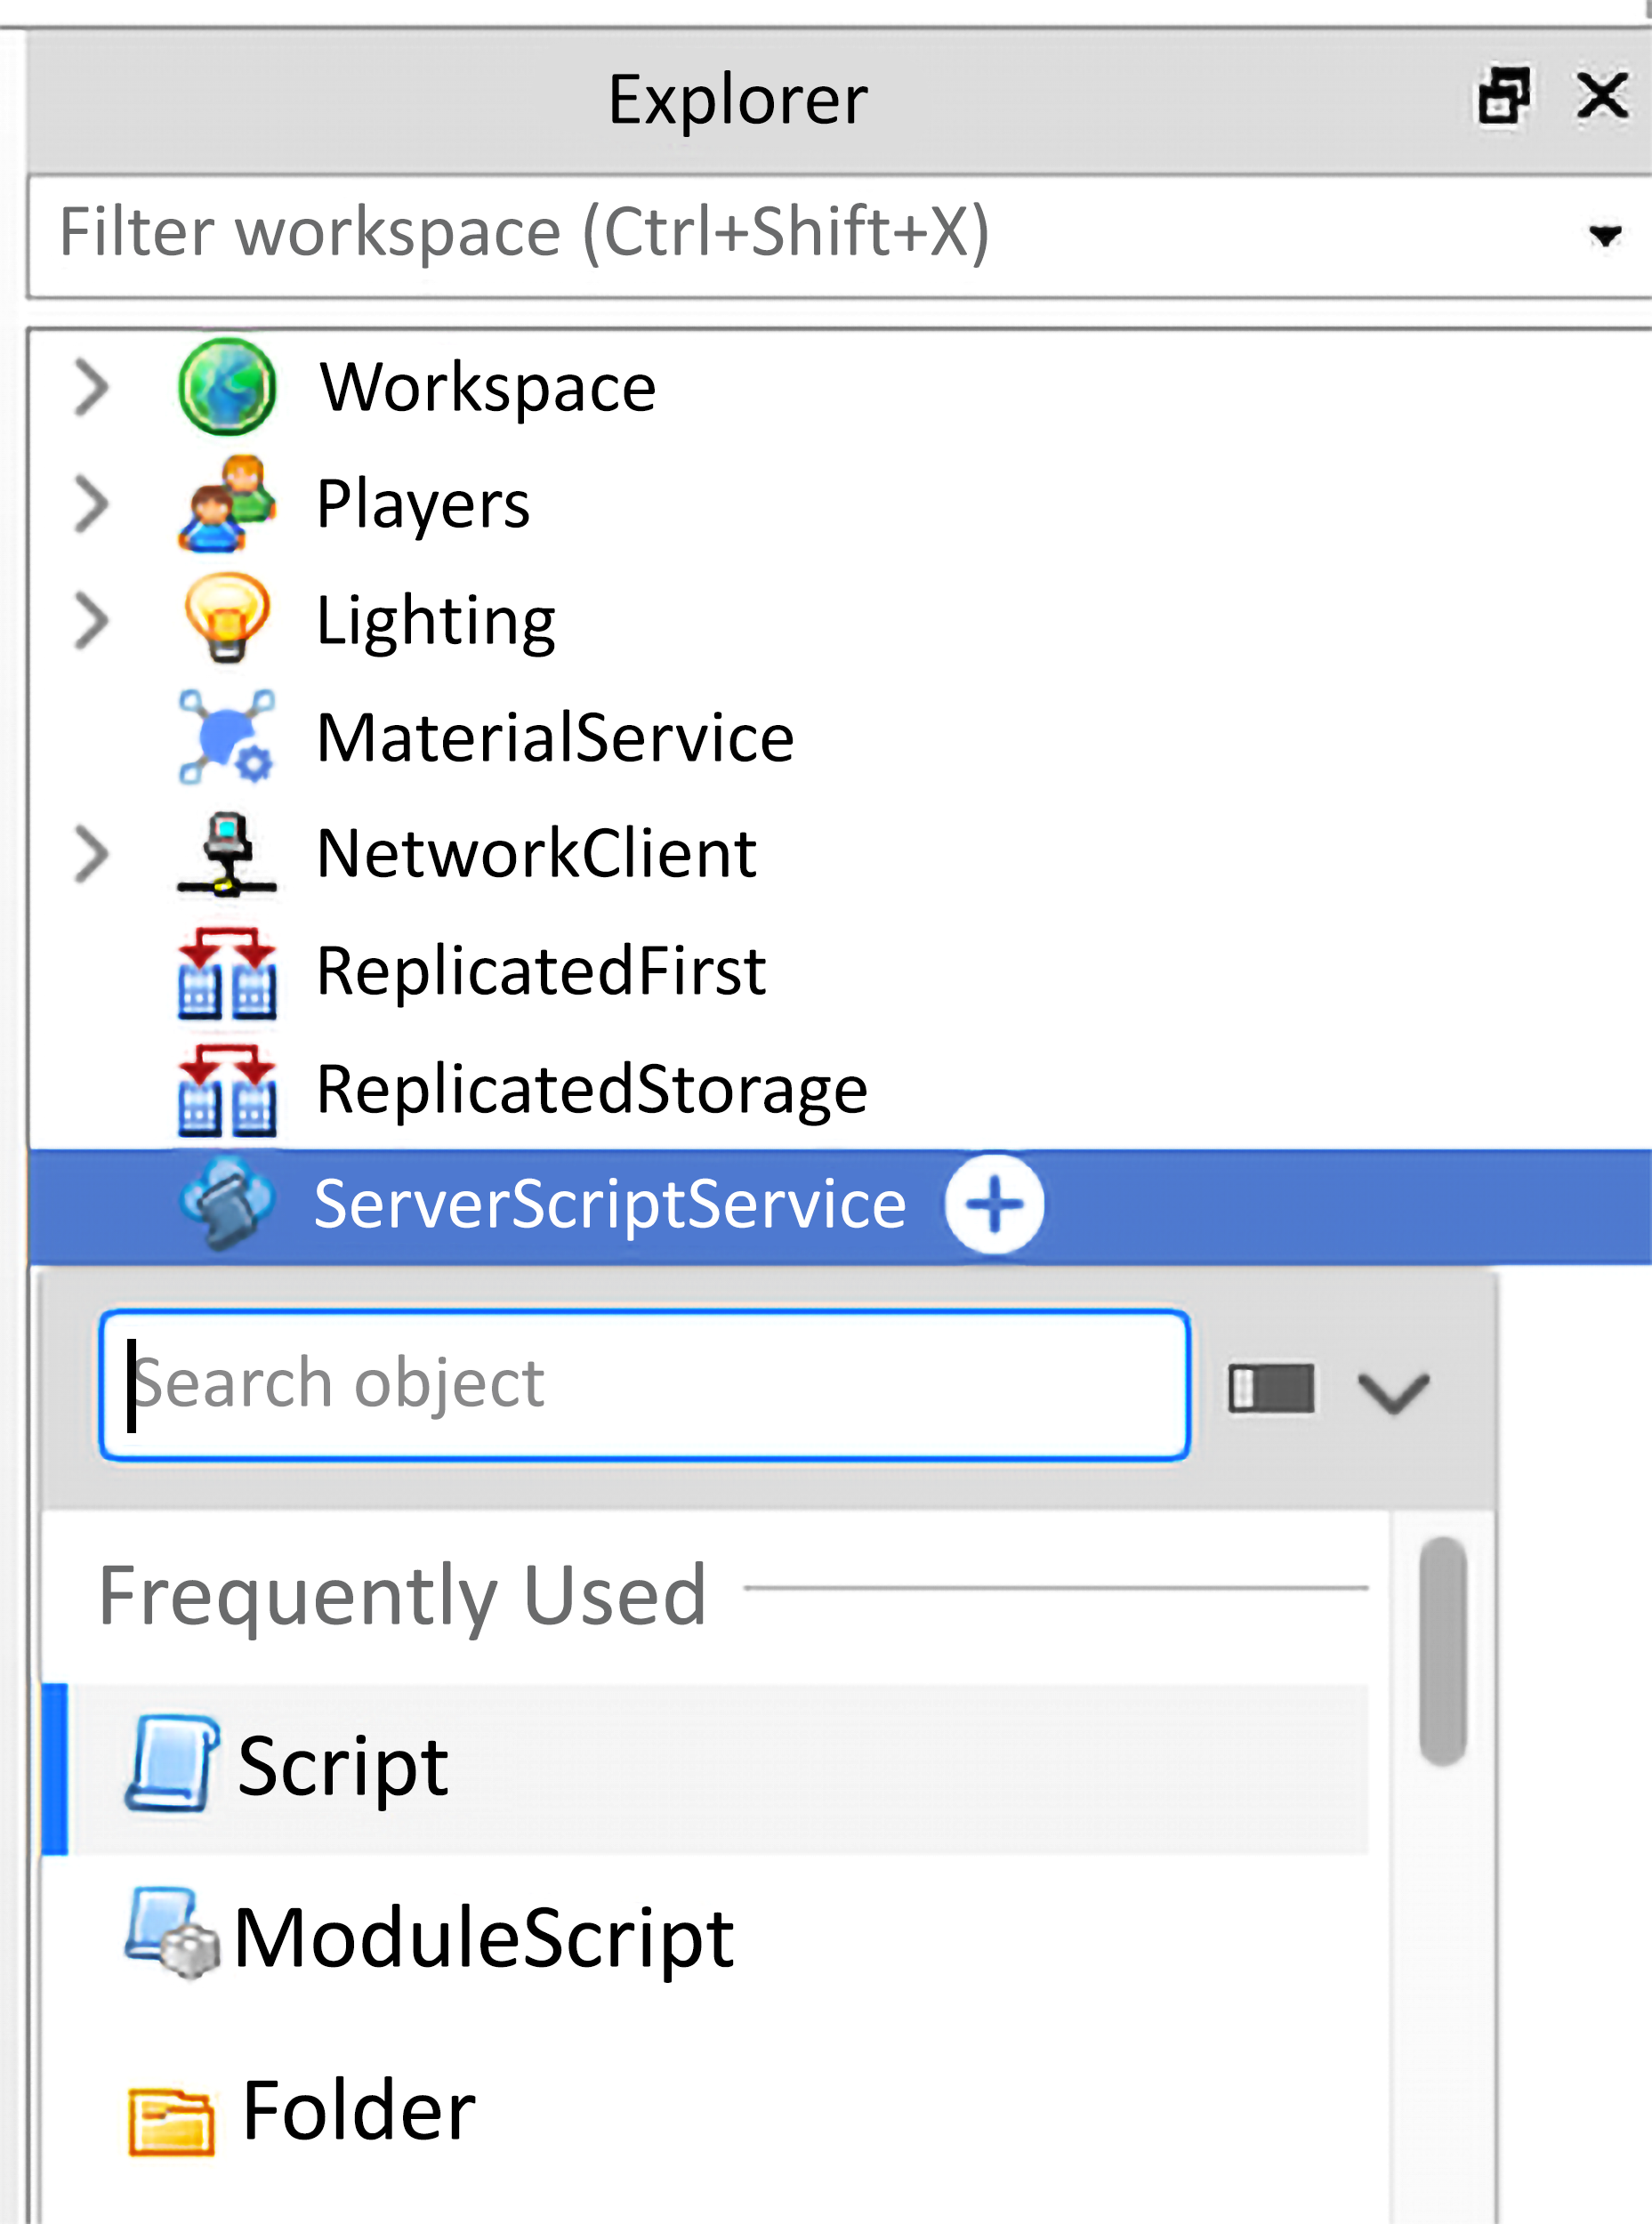 Explorer
Filter workspace (Ctrl+Shift+X)
Workspace
Players
Lighting
MaterialService
NetworkClient
ReplicatedFirst
ReplicatedStorage
ServerScriptService
Search object
Frequently Used
Script
ModuleScript
Folder